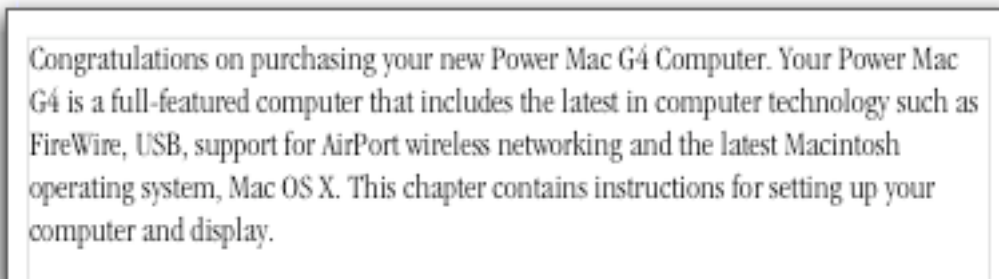 Congratulations on purchasing your new Power Mac G4 Computer. Your Power Mac
G4 is a full-featured computer that includes the latest in computer technology such as
FireWire, USB, support for AirPort wireless networking and the latest Macintosh
operating system, Mac OS X. This chapter contains instructions for setting up your
computer and display.